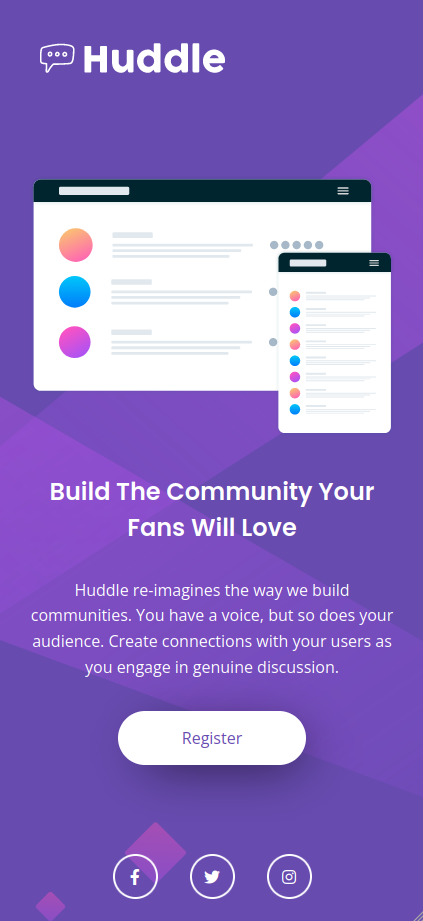 Huddle
Build The Community Your
Fans Will Love
Huddle re-imagines the way we build
communities. You have a voice, but so does your
audience. Create connections with your users as
you engage in genuine discussion.
Register